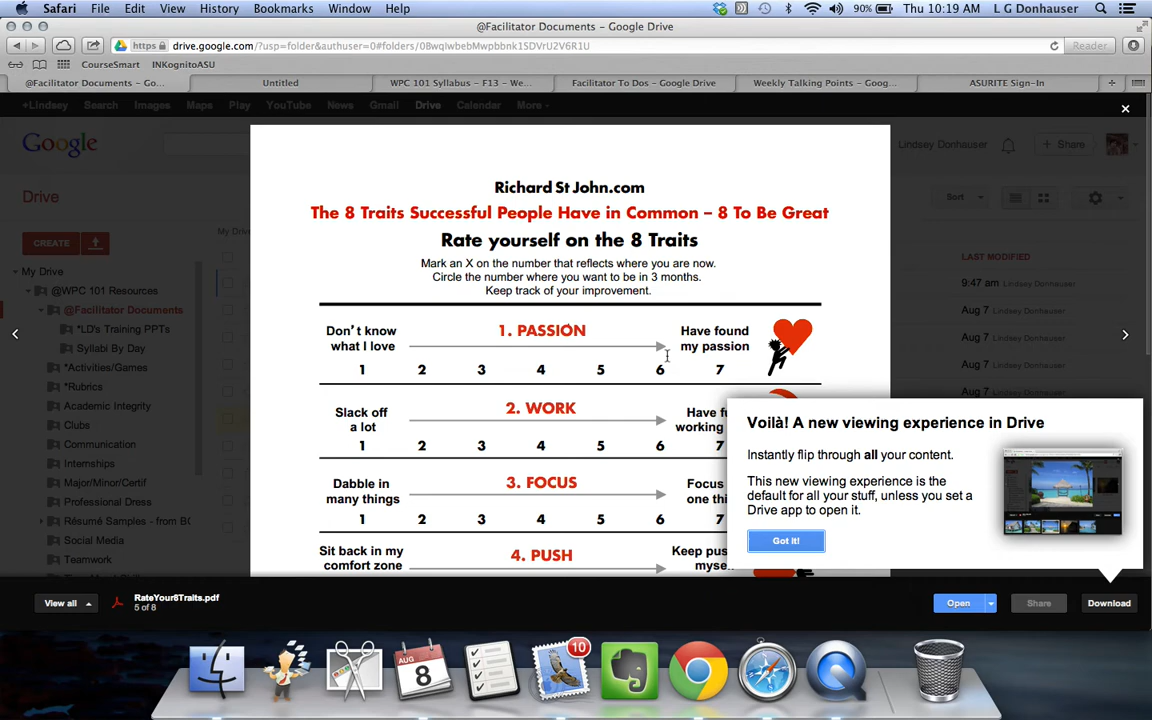 Safari File Edit View History Bookmarks Window Help 90% Thu 10:19 AM L G Donhauser
@Facilitator Documents – Google Drive
https drive.google.com/?usp=folder&authuser=0#folders/0BwqIwebMwpbbnk1SDVrU2V6R1U Reader
CourseSmart INKognitoASU
@Facilitator Documents – Go... Untitled WPC 101 Syllabus – F13 – We... Facilitator To Dos – Google Drive Weekly Talking Points – Goog... ASURITE Sign-In
+Lindsey Search Images Maps Play YouTube News Gmail Drive Calendar More
Google Lindsey Donhauser + Share
Drive Sort
CREATE My Drive
My Drive
@WPC 101 Resources
@Facilitator Documents
*LD's Training PPTs
Syllabi By Day
*Activities/Games
*Rubrics
Academic Integrity
Clubs
Communication
Internships
Major/Minor/Certif
Professional Dress
Résumé Samples - from BC
Social Media
Teamwork
LAST MODIFIED
9:47 am Lindsey Donhauser
Aug 7 Lindsey Donhauser
Aug 7 Lindsey Donhauser
Aug 7 Lindsey Donhauser
Aug 7 Lindsey Donhauser
Richard St John.com
The 8 Traits Successful People Have in Common – 8 To Be Great
Rate yourself on the 8 Traits
Mark an X on the number that reflects where you are now.
Circle the number where you want to be in 3 months.
Keep track of your improvement.
Don't know 1. PASSION Have found
what I love my passion
1 2 3 4 5 6 7
Slack off 2. WORK Have fu
a lot working
1 2 3 4 5 6 7
Dabble in 3. FOCUS Focus
many things one thi
1 2 3 4 5 6 7
Sit back in my 4. PUSH Keep pus
comfort zone myse
Voilà! A new viewing experience in Drive
Instantly flip through all your content.
This new viewing experience is the
default for all your stuff, unless you set a
Drive app to open it.
Got it!
View all RateYour8Traits.pdf
5 of 8
Open Share Download
AUG
8
10